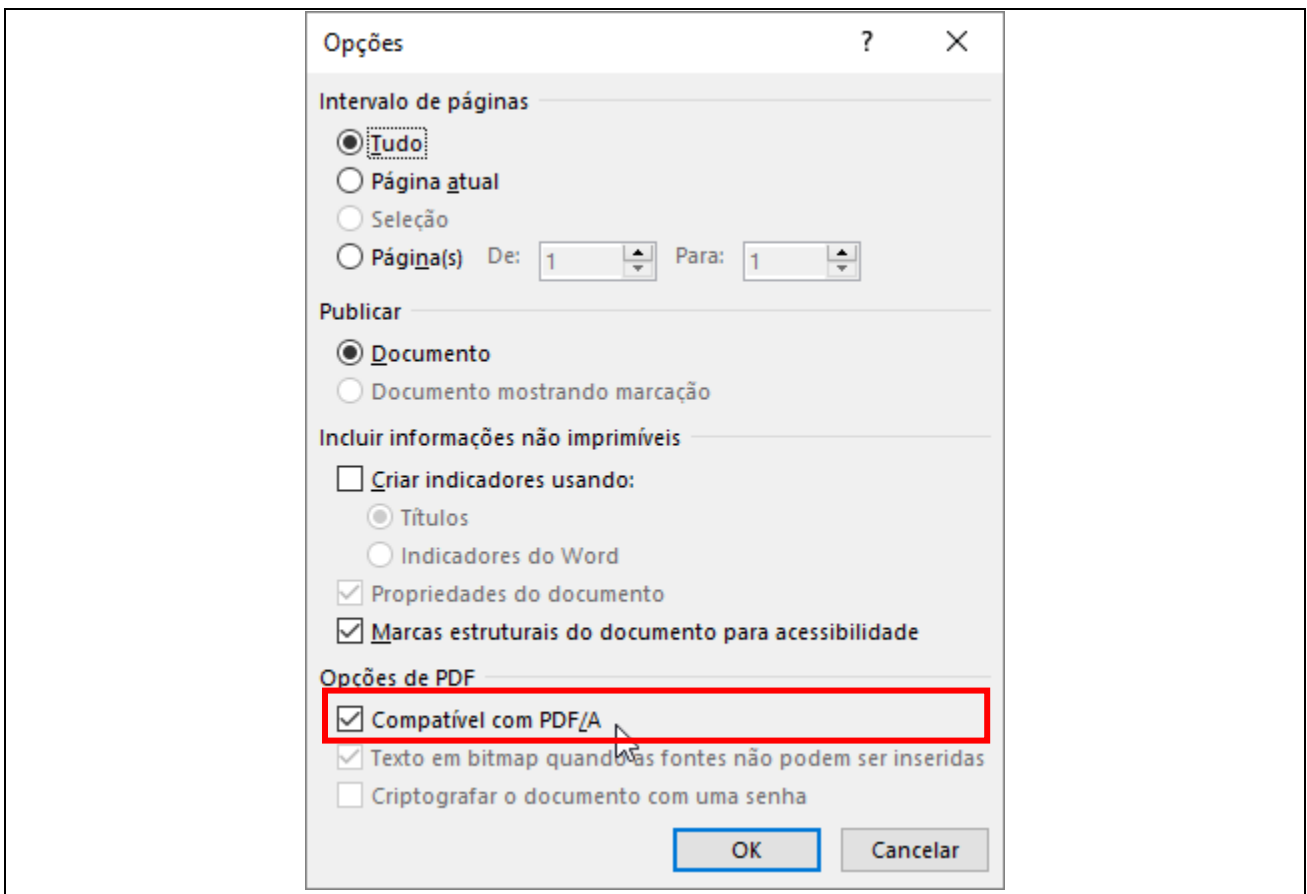 Opções ?
Intervalo de páginas
Tudo
Página atual
Seleção
Página(s) De: 1 Para: 1
Publicar
Documento
Documento mostrando marcação
Incluir informações não imprimíveis
Criar indicadores usando:
Títulos
Indicadores do Word
Propriedades do documento
Marcas estruturais do documento para acessibilidade
Opções de PDF
Compatível com PDF/A
Texto em bitmap quando as fontes não podem ser inseridas
Criptografar o documento com uma senha
OK Cancelar